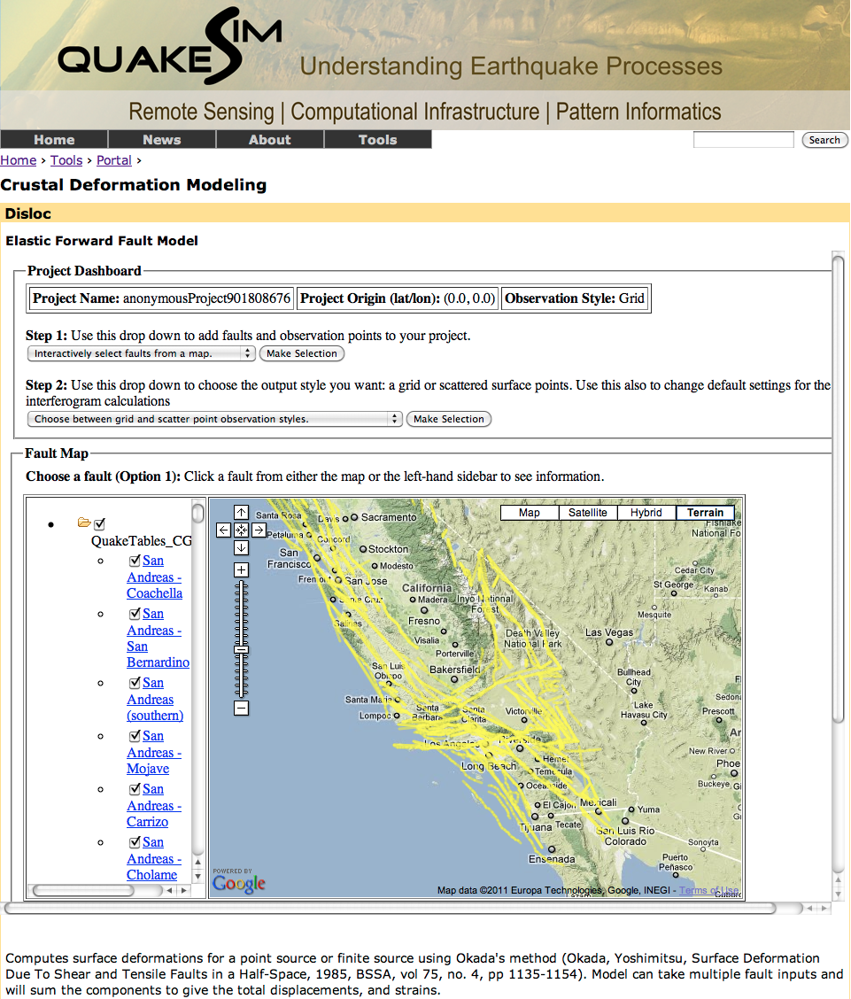 QUAKESIM
Understanding Earthquake Processes
Remote Sensing | Computational Infrastructure | Pattern Informatics
Home News About Tools
Search
Home › Tools › Portal ›
Crustal Deformation Modeling
Disloc
Elastic Forward Fault Model
Project Dashboard
Project Name: anonymousProject901808676 Project Origin (lat/lon): (0.0, 0.0) Observation Style: Grid
Step 1: Use this drop down to add faults and observation points to your project.
Interactively select faults from a map. Make Selection
Step 2: Use this drop down to choose the output style you want: a grid or scattered surface points. Use this also to change default settings for the
interferogram calculations
Choose between grid and scatter point observation styles. Make Selection
Fault Map
Choose a fault (Option 1): Click a fault from either the map or the left-hand sidebar to see information.
QuakeTables_CG
San
Andreas -
Coachella
San
Andreas -
San
Bernardino
San
Andreas
(southern)
San
Andreas -
Mojave
San
Andreas -
Carrizo
San
Andreas -
Cholame
Map Satellite Hybrid Terrain
Santa Rosa
Davis
Sacramento
Fishlake
National Fo
Petaluma
Concord
San
Francisco
Stockton
Modesto
Fremont
San Jose
Cedar City
St George
Kanab
California
Santa Cruz
Madera
Inyo National
Forest
Mesquite
Salinas
Fresno
Visalia
Death Valley
National Park
Las Vegas
Porterville
San Luis
Obispo
Bakersfield
Bullhead
City
Santa Maria
Lompoc
Santa
Barbara
Santa
Clarita
Victorville
Lake
Havasu City
Sedona
Prescott
Ar
Los Angeles
Riverside
New River
Long Beach
Hemet
Temecula
Phoe
Buckeye
Gi
Oceanside
El Cajon
Mexicali
Yuma
Tijuana
Tecate
San Luis Río
Colorado
Sonoyta
Ensenada
Puerto
Peñasco
POWERED BY
Google
Map data ©2011 Europa Technologies, Google, INEGI - Terms of Use
Computes surface deformations for a point source or finite source using Okada's method (Okada, Yoshimitsu, Surface Deformation
Due To Shear and Tensile Faults in a Half-Space, 1985, BSSA, vol 75, no. 4, pp 1135-1154). Model can take multiple fault inputs and
will sum the components to give the total displacements, and strains.